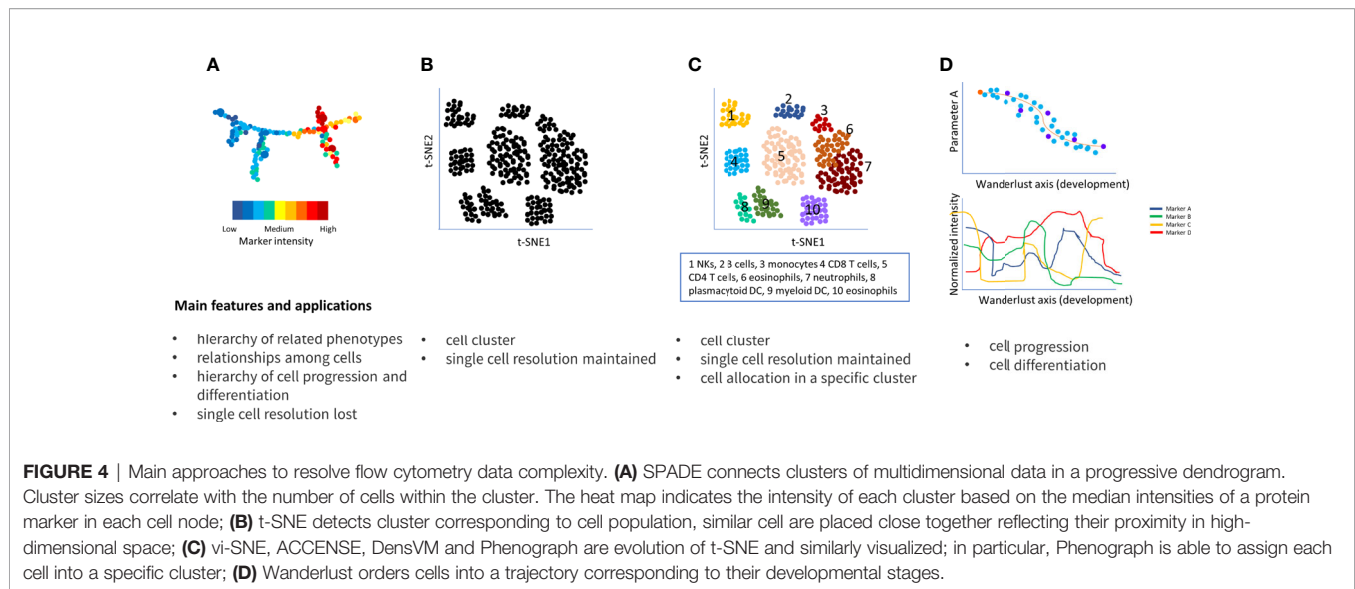 A
B
C
D
t-SNE2
t-SNE1
t-SNE2
1
2
3
4
5
6
7
8
9
10
t-SNE1
Parameter A
Wanderlust axis (development)
Low
Medium
High
Marker intensity
1 NKs, 2 3 cells, 3 monocytes 4 CD8 T cells, 5
CD4 T cells, 6 eosinophils, 7 neutrophils, 8
plasmacytoid DC, 9 myeloid DC, 10 eosinophils
Normalized intensity
Marker A
Marker B
Marker C
Marker D
Wanderlust axis (development)
Main features and applications
• hierarchy of related phenotypes
• relationships among cells
• hierarchy of cell progression and
differentiation
• single cell resolution lost
• cell cluster
• single cell resolution maintained
• cell cluster
• single cell resolution maintained
• cell allocation in a specific cluster
• cell progression
• cell differentiation
FIGURE 4 | Main approaches to resolve flow cytometry data complexity. (A) SPADE connects clusters of multidimensional data in a progressive dendrogram.
Cluster sizes correlate with the number of cells within the cluster. The heat map indicates the intensity of each cluster based on the median intensities of a protein
marker in each cell node; (B) t-SNE detects cluster corresponding to cell population, similar cell are placed close together reflecting their proximity in high-
dimensional space; (C) vi-SNE, ACCENSE, DensVM and Phenograph are evolution of t-SNE and similarly visualized; in particular, Phenograph is able to assign each
cell into a specific cluster; (D) Wanderlust orders cells into a trajectory corresponding to their developmental stages.